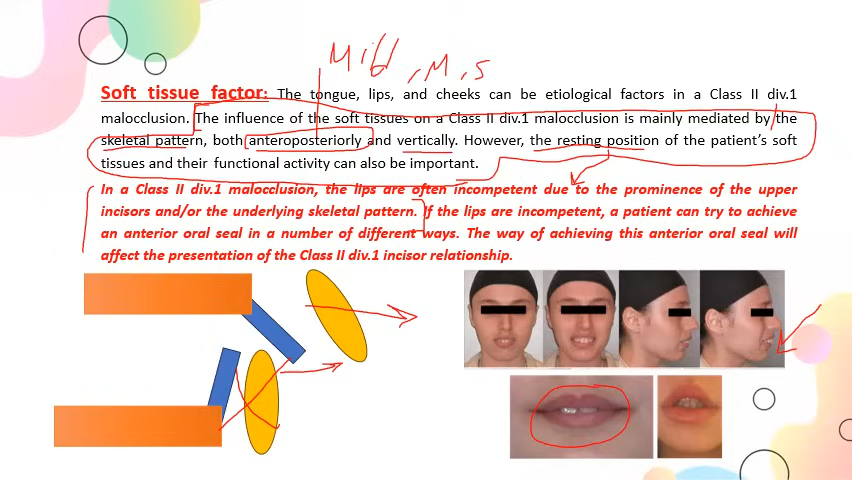 Mild, M, S
Soft tissue factor: The tongue, lips, and cheeks can be etiological factors in a Class II div.1
malocclusion. The influence of the soft tissues on a Class II div.1 malocclusion is mainly mediated by the
skeletal pattern, both anteroposteriorly and vertically. However, the resting position of the patient's soft
tissues and their functional activity can also be important.
In a Class II div.1 malocclusion, the lips are often incompetent due to the prominence of the upper
incisors and/or the underlying skeletal pattern. If the lips are incompetent, a patient can try to achieve
an anterior oral seal in a number of different ways. The way of achieving this anterior oral seal will
affect the presentation of the Class II div.1 incisor relationship.